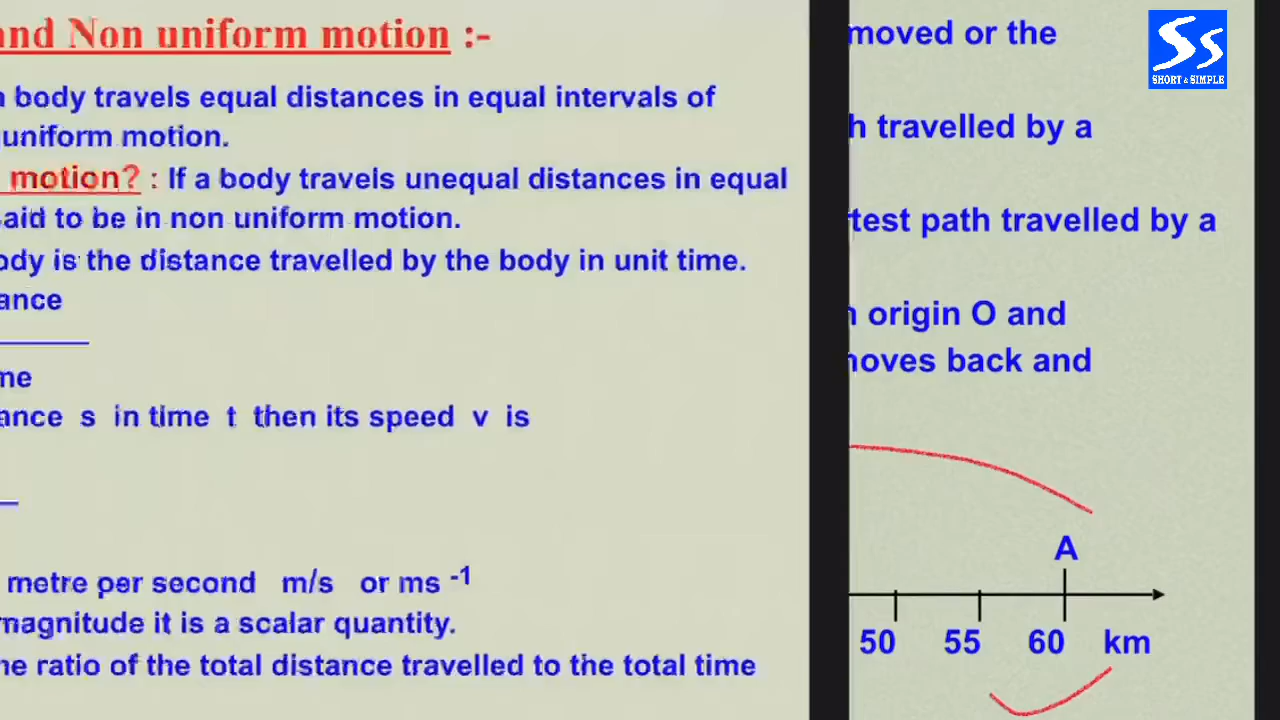 and Non uniform motion :-
body travels equal distances in equal intervals of
uniform motion.
motion? : If a body travels unequal distances in equal
aid to be in non uniform motion.
ody is the distance travelled by the body in unit time.
ance
me
ance s in time t then its speed v is
metre per second m/s or ms -1
magnitude it is a scalar quantity.
he ratio of the total distance travelled to the total time
moved or the
h travelled by a
test path travelled by a
n origin O and
moves back and
A
50 55 60 km
SS
SHORT & SIMPLE